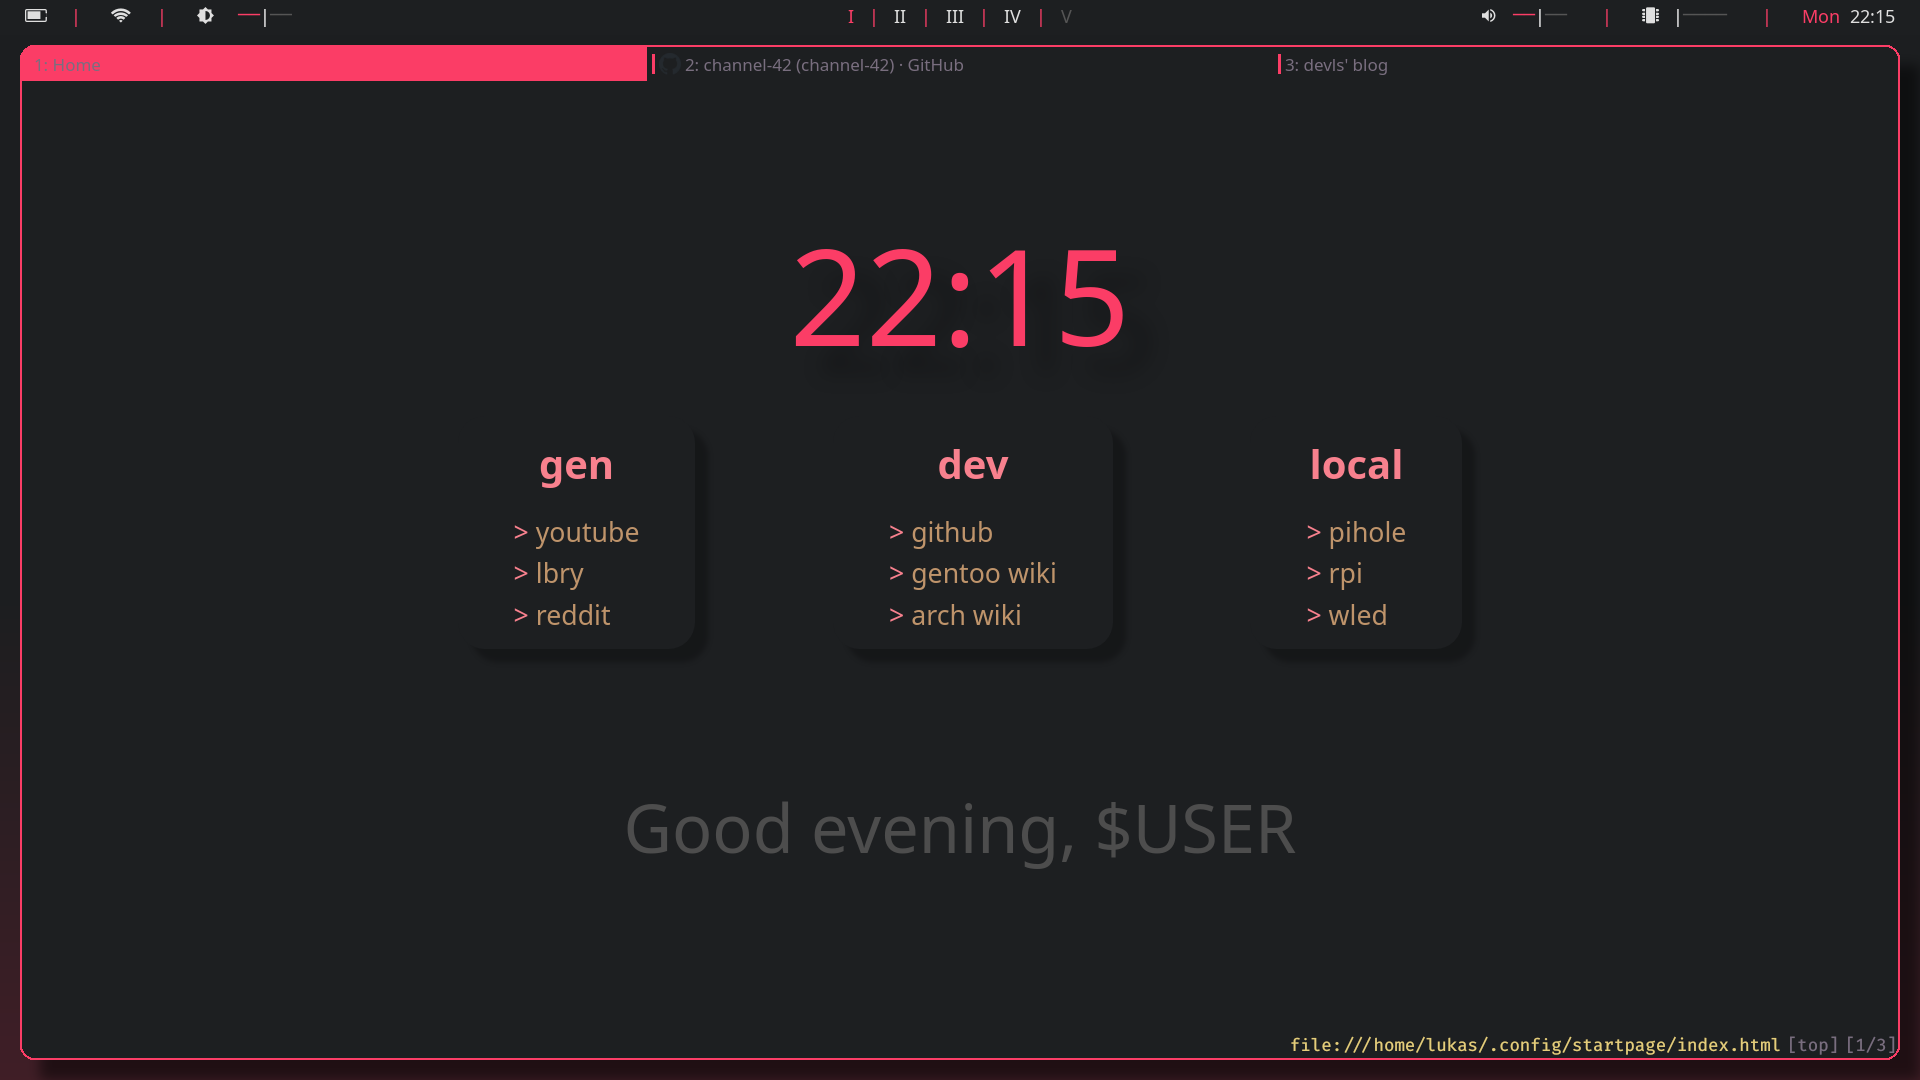 | | | I | II | III | IV | V | | Mon 22:15
1: Home
2: channel-42 (channel-42) · GitHub
3: devls' blog
22:15
gen
> youtube
> lbry
> reddit
dev
> github
> gentoo wiki
> arch wiki
local
> pihole
> rpi
> wled
Good evening, $USER
file:///home/lukas/.config/startpage/index.html [top] [1/3]